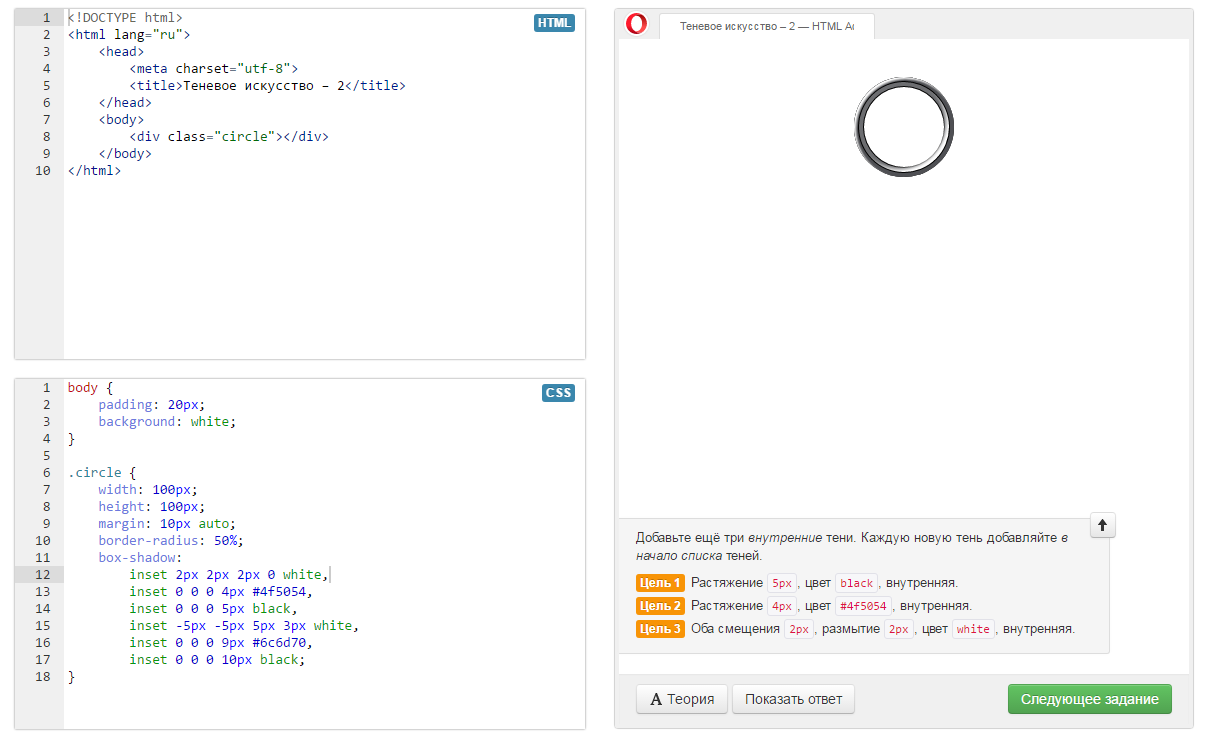 HTML
1 <!DOCTYPE html>
2 <html lang="ru">
3     <head>
4         <meta charset="utf-8">
5         <title>Теневое искусство – 2</title>
6     </head>
7     <body>
8         <div class="circle"></div>
9     </body>
10 </html>
CSS
1 body {
2     padding: 20px;
3     background: white;
4 }
5
6 .circle {
7     width: 100px;
8     height: 100px;
9     margin: 10px auto;
10     border-radius: 50%;
11     box-shadow:
12         inset 2px 2px 2px 0 white,
13         inset 0 0 0 4px #4f5054,
14         inset 0 0 0 5px black,
15         inset -5px -5px 5px 3px white,
16         inset 0 0 0 9px #6c6d70,
17         inset 0 0 0 10px black;
18 }
Теневое искусство – 2 — HTML Ac
Добавьте ещё три внутренние тени. Каждую новую тень добавляйте в
начало списка теней.
Цель 1 Растяжение 5px, цвет black, внутренняя.
Цель 2 Растяжение 4px, цвет #4f5054, внутренняя.
Цель 3 Оба смещения 2px, размытие 2px, цвет white, внутренняя.
A Теория
Показать ответ
Следующее задание